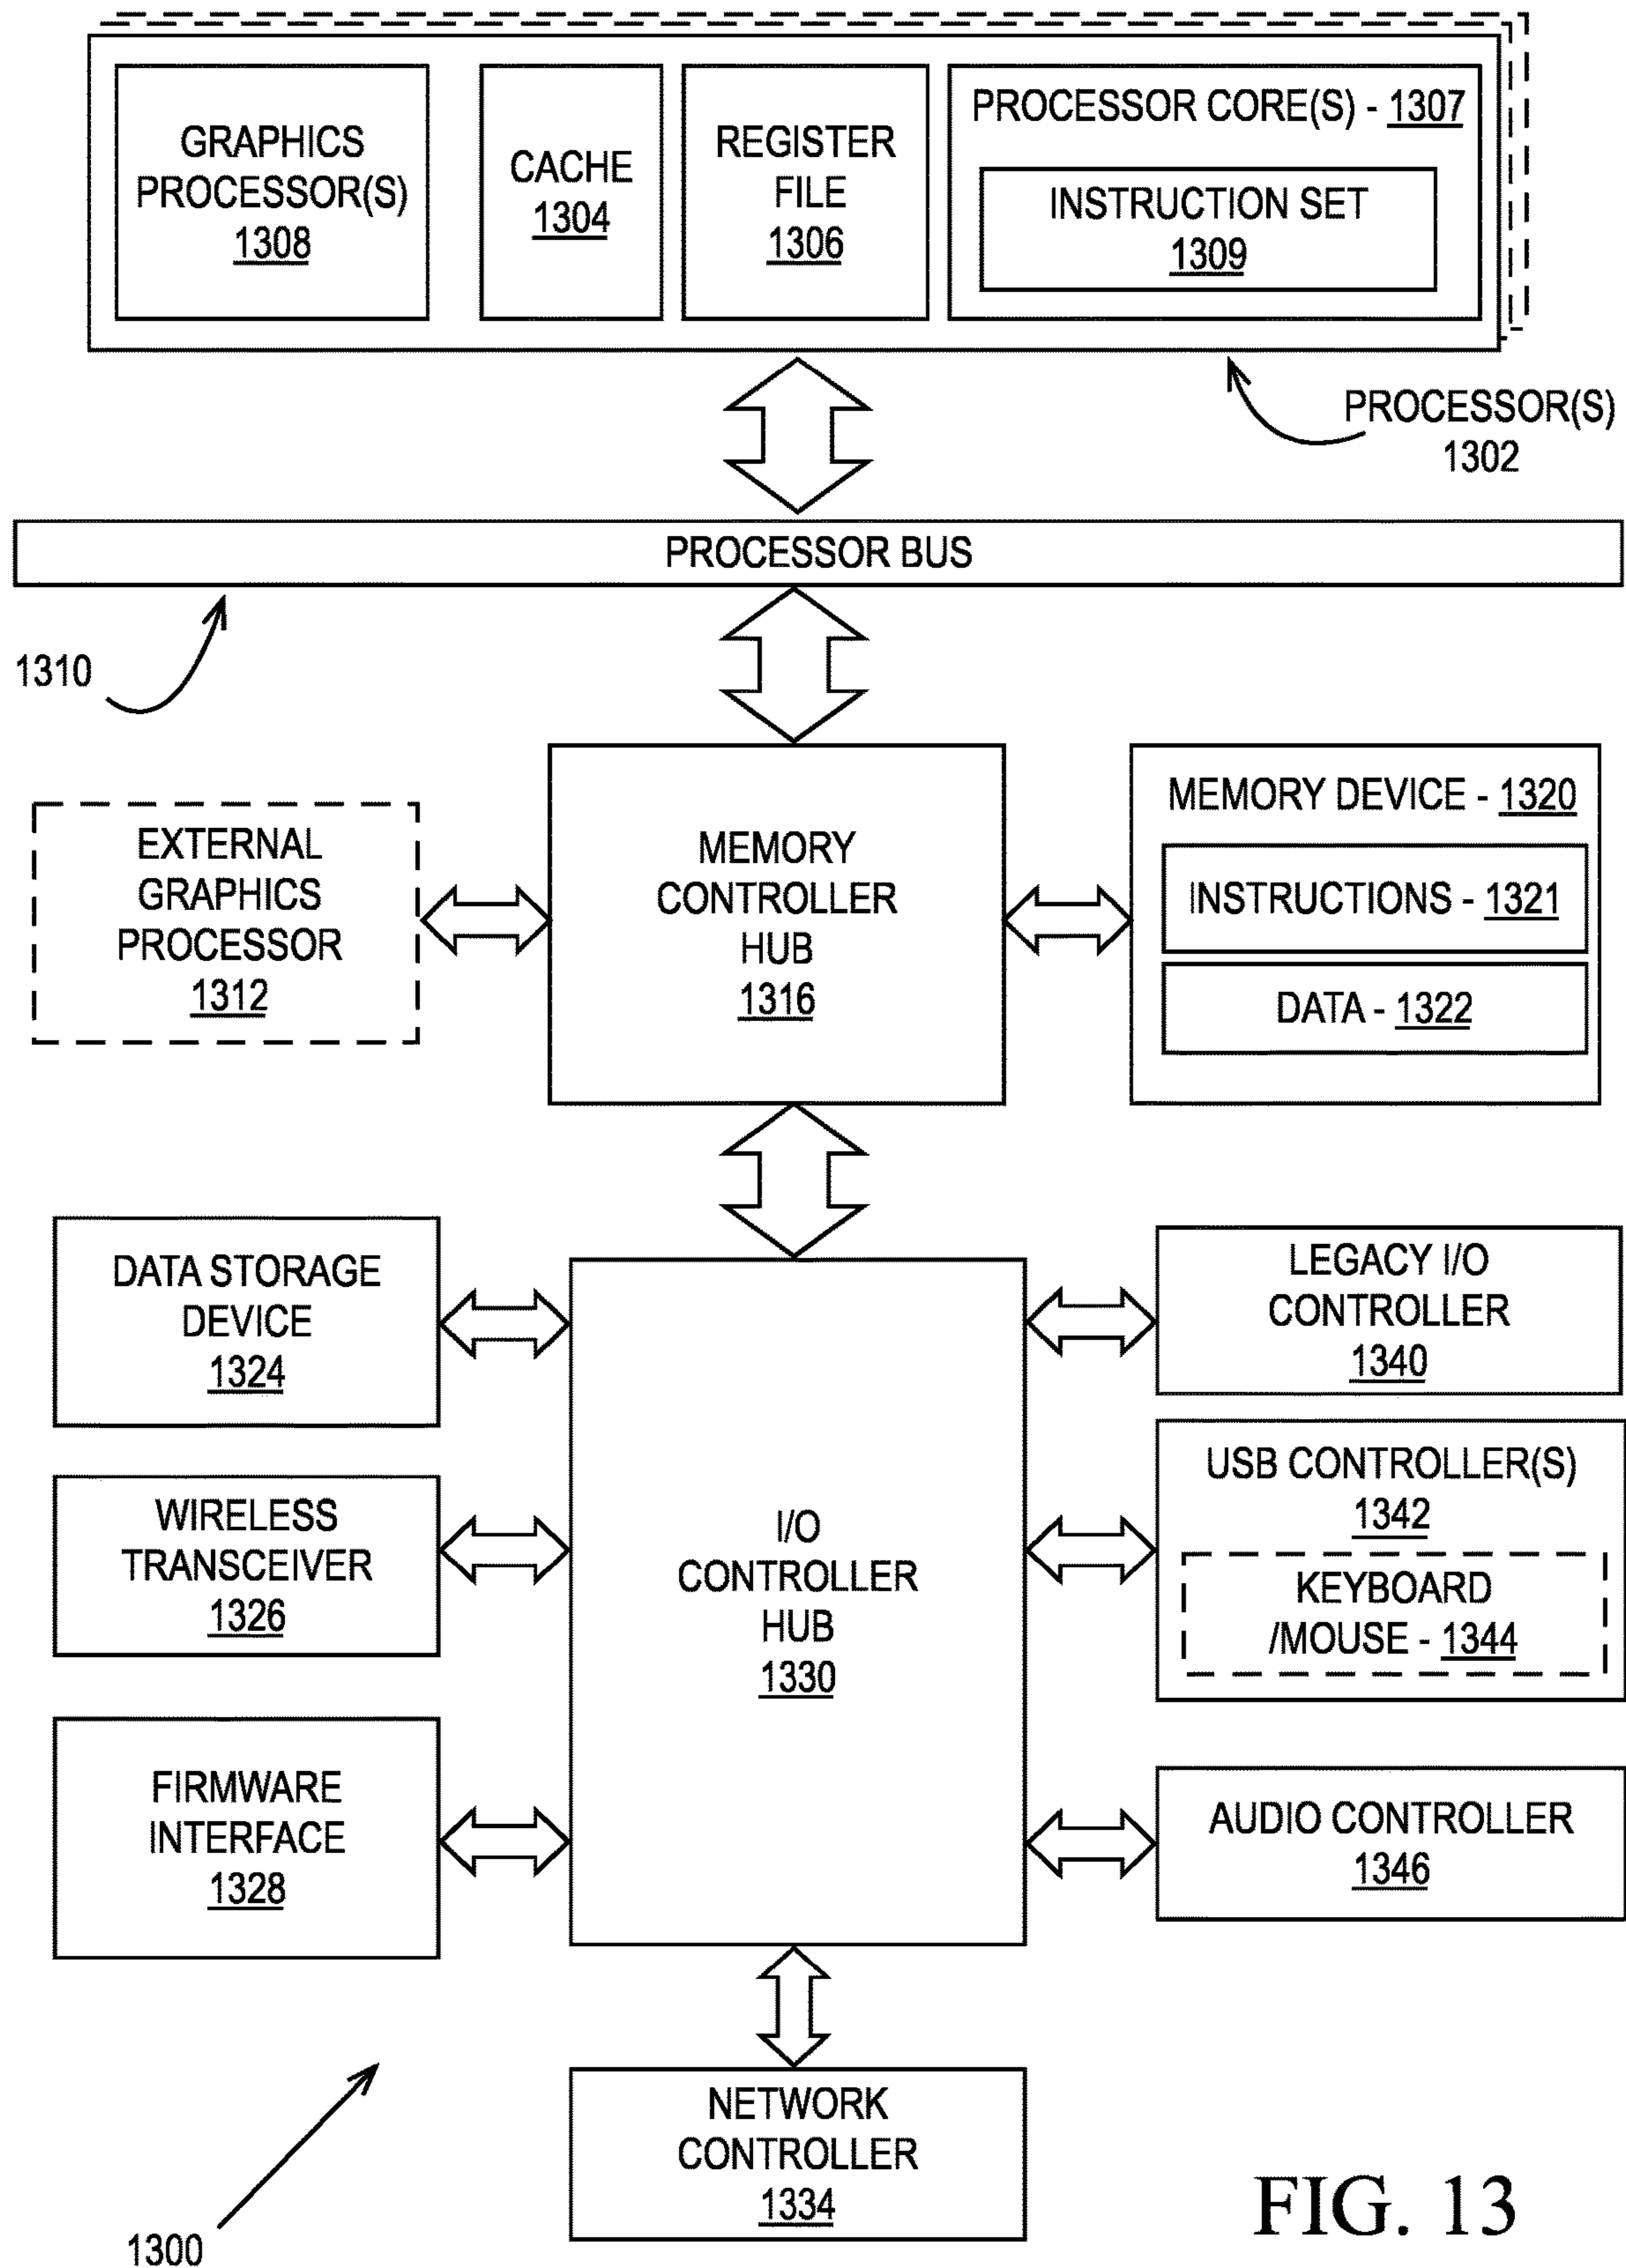 GRAPHICS
PROCESSOR(S)
1308
CACHE
1304
REGISTER
FILE
1306
PROCESSOR CORE(S) - 1307
INSTRUCTION SET
1309
PROCESSOR(S)
1302
PROCESSOR BUS
1310
EXTERNAL
GRAPHICS
PROCESSOR
1312
MEMORY
CONTROLLER
HUB
1316
MEMORY DEVICE - 1320
INSTRUCTIONS - 1321
DATA - 1322
DATA STORAGE
DEVICE
1324
WIRELESS
TRANSCEIVER
1326
FIRMWARE
INTERFACE
1328
I/O
CONTROLLER
HUB
1330
LEGACY I/O
CONTROLLER
1340
USB CONTROLLER(S)
1342
KEYBOARD
/MOUSE - 1344
AUDIO CONTROLLER
1346
NETWORK
CONTROLLER
1334
1300
FIG. 13